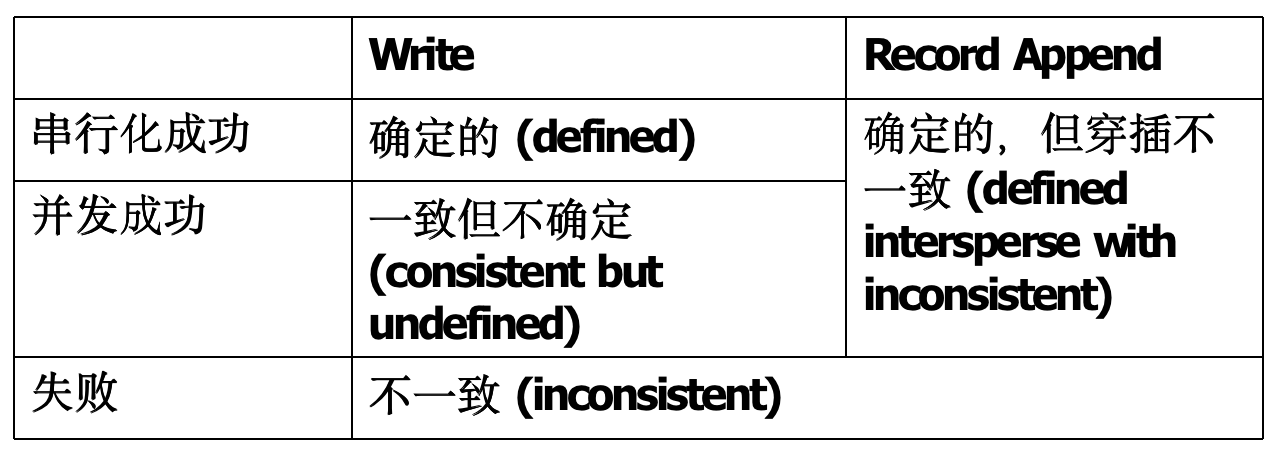 Write
Record Append
串行化成功
确定的 (defined)
确定的，但穿插不
一致 (defined
intersperse with
inconsistent)
并发成功
一致但不确定
(consistent but
undefined)
失败
不一致 (inconsistent)